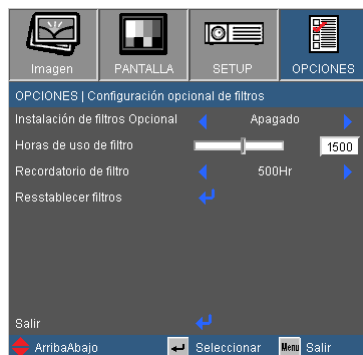 Imagen PANTALLA SETUP OPCIONES
OPCIONES | Configuración opcional de filtros
Instalación de filtros Opcional Apagado
Horas de uso de filtro 1500
Recordatorio de filtro 500Hr
Resstablecer filtros
Salir
ArribaAbajo Seleccionar Menu Salir